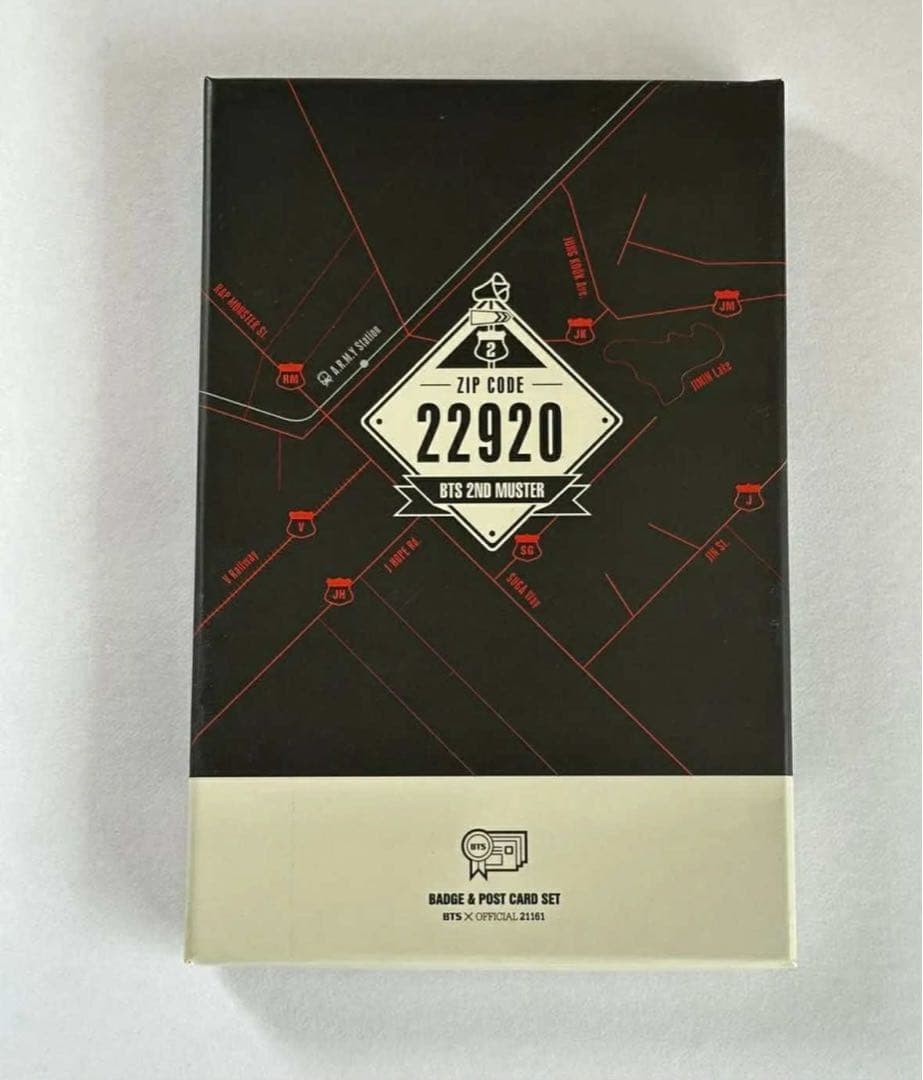 JUNG KOOK Ave.
RAP MONSTER St.
JM
JK
A.R.M.Y Station
2
RM
JIMIN Lake
ZIP CODE
22920
BTS 2ND MUSTER
J
V
SG
JIN St.
V Railway
J HOPE Rd.
JH
SUGA Way
BTS
BADGE & POST CARD SET
BTS X OFFICIAL 21161